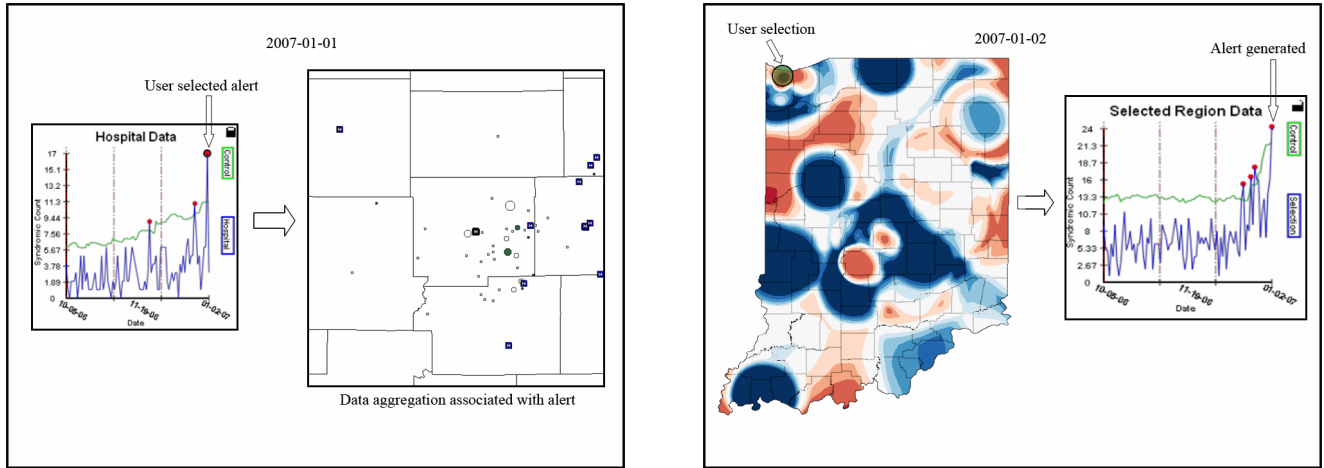 2007-01-01
User selected alert
Hospital Data
Control
Hospital
Syndromic Count
17
15.1
13.2
11.3
9.44
7.56
5.67
3.78
1.89
0
10-05-06
11-19-06
01-02-07
Date
H
H
H
H
H
H
H
H
H
H
H
Data aggregation associated with alert
User selection
2007-01-02
Alert generated
Selected Region Data
Control
Selection
Syndromic Count
24
21.3
18.7
16
13.3
10.7
8
5.33
2.67
0
10-05-06
11-19-06
01-02-07
Date